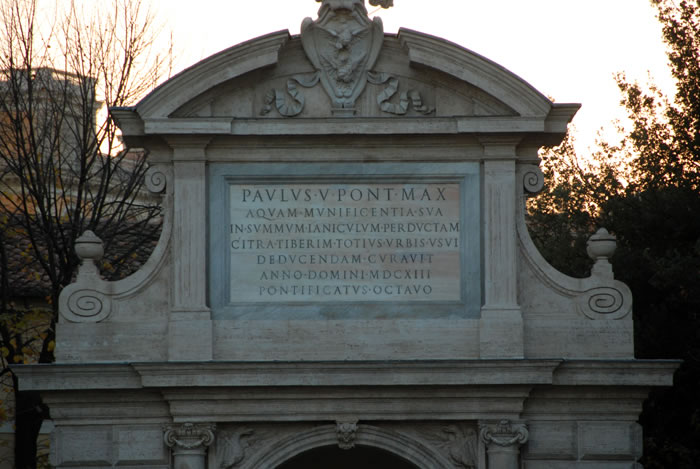 PAVLVS·V·PONT·MAX
AQVAM·MVNIFICENTIA·SVA
IN·SVMMVM·IANICVLVM·PERDVCTAM
CITRA·TIBERIM·TOTIVS·VRBIS·VSVI
DEDVCENDAM·CVRAVIT
ANNO·DOMINI·MDCXIII
PONTIFICATVS·OCTAVO